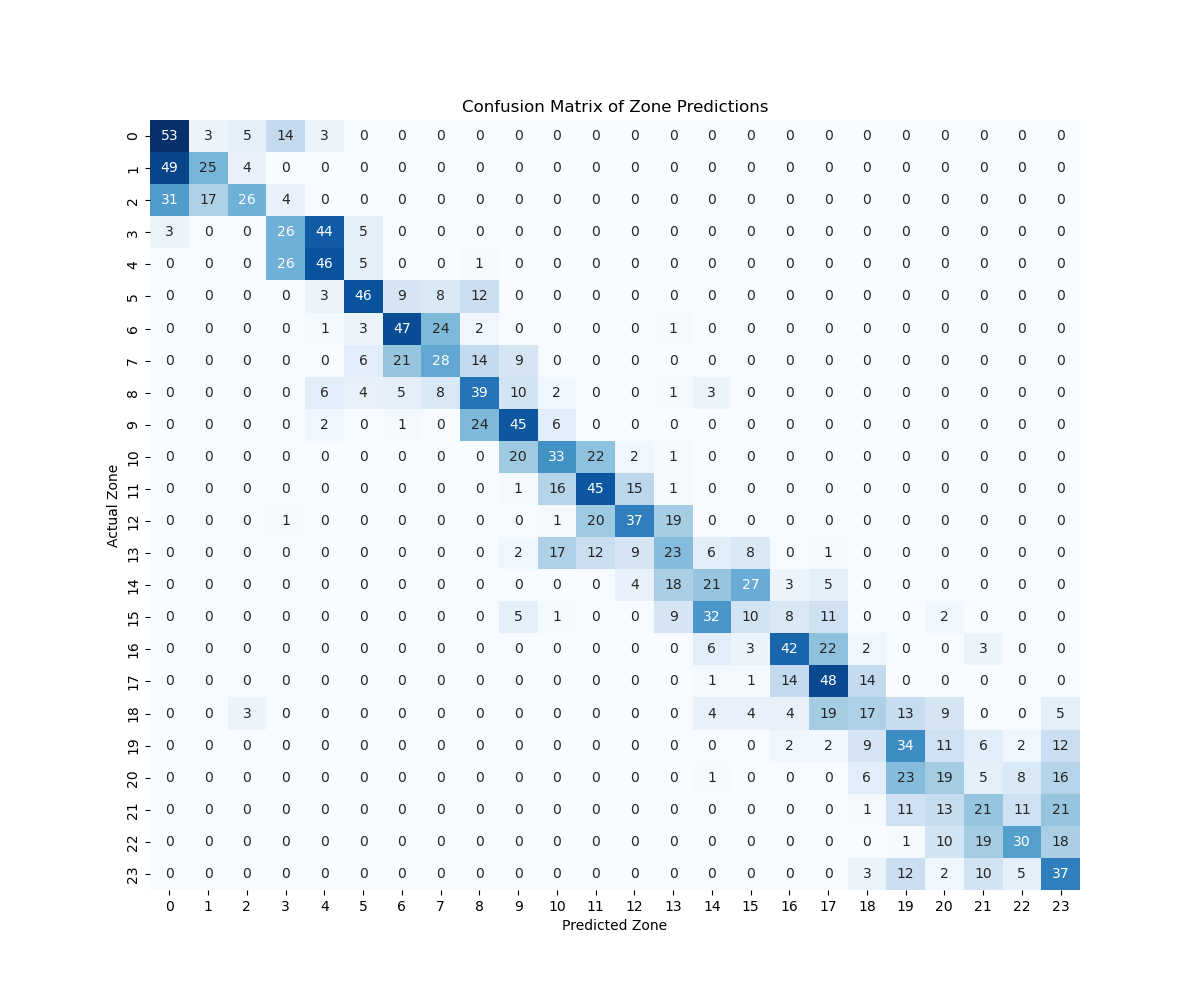 Confusion Matrix of Zone Predictions
0 53 3 5 14 3 0 0 0 0 0 0 0 0 0 0 0 0 0 0 0 0 0 0 0
1 49 25 4 0 0 0 0 0 0 0 0 0 0 0 0 0 0 0 0 0 0 0 0 0
2 31 17 26 4 0 0 0 0 0 0 0 0 0 0 0 0 0 0 0 0 0 0 0 0
3 3 0 0 26 44 5 0 0 0 0 0 0 0 0 0 0 0 0 0 0 0 0 0 0
4 0 0 0 26 46 5 0 0 1 0 0 0 0 0 0 0 0 0 0 0 0 0 0 0
5 0 0 0 0 3 46 9 8 12 0 0 0 0 0 0 0 0 0 0 0 0 0 0 0
6 0 0 0 0 1 3 47 24 2 0 0 0 0 1 0 0 0 0 0 0 0 0 0 0
7 0 0 0 0 0 6 21 28 14 9 0 0 0 0 0 0 0 0 0 0 0 0 0 0
8 0 0 0 0 6 4 5 8 39 10 2 0 0 1 3 0 0 0 0 0 0 0 0 0
9 0 0 0 0 2 0 1 0 24 45 6 0 0 0 0 0 0 0 0 0 0 0 0 0
10 0 0 0 0 0 0 0 0 0 20 33 22 2 1 0 0 0 0 0 0 0 0 0 0
11 0 0 0 0 0 0 0 0 0 1 16 45 15 1 0 0 0 0 0 0 0 0 0 0
12 0 0 0 1 0 0 0 0 0 0 1 20 37 19 0 0 0 0 0 0 0 0 0 0
13 0 0 0 0 0 0 0 0 0 2 17 12 9 23 6 8 0 1 0 0 0 0 0 0
14 0 0 0 0 0 0 0 0 0 0 0 0 4 18 21 27 3 5 0 0 0 0 0 0
15 0 0 0 0 0 0 0 0 0 5 1 0 0 9 32 10 8 11 0 0 2 0 0 0
16 0 0 0 0 0 0 0 0 0 0 0 0 0 0 6 3 42 22 2 0 0 3 0 0
17 0 0 0 0 0 0 0 0 0 0 0 0 0 0 1 1 14 48 14 0 0 0 0 0
18 0 0 3 0 0 0 0 0 0 0 0 0 0 0 4 4 4 19 17 13 9 0 0 5
19 0 0 0 0 0 0 0 0 0 0 0 0 0 0 0 0 2 2 9 34 11 6 2 12
20 0 0 0 0 0 0 0 0 0 0 0 0 0 0 1 0 0 0 6 23 19 5 8 16
21 0 0 0 0 0 0 0 0 0 0 0 0 0 0 0 0 0 0 1 11 13 21 11 21
22 0 0 0 0 0 0 0 0 0 0 0 0 0 0 0 0 0 0 0 1 10 19 30 18
23 0 0 0 0 0 0 0 0 0 0 0 0 0 0 0 0 0 0 3 12 2 10 5 37
0 1 2 3 4 5 6 7 8 9 10 11 12 13 14 15 16 17 18 19 20 21 22 23
Predicted Zone
Actual Zone